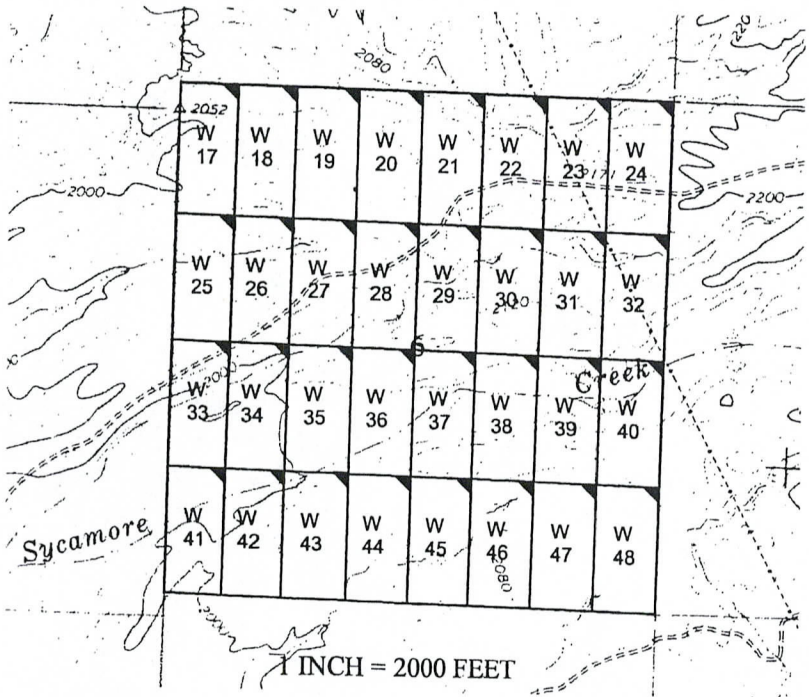 2080
2052
W W W W W W W W
17 18 19 20 21 22 23 24
2000
2200
W W W W W W W W
25 26 27 28 29 30 31 32
6
Creek
2000
W W W W W W W W
33 34 35 36 37 38 39 40
Sycamore
W W W W W W W W
41 42 43 44 45 46 47 48
1 INCH = 2000 FEET